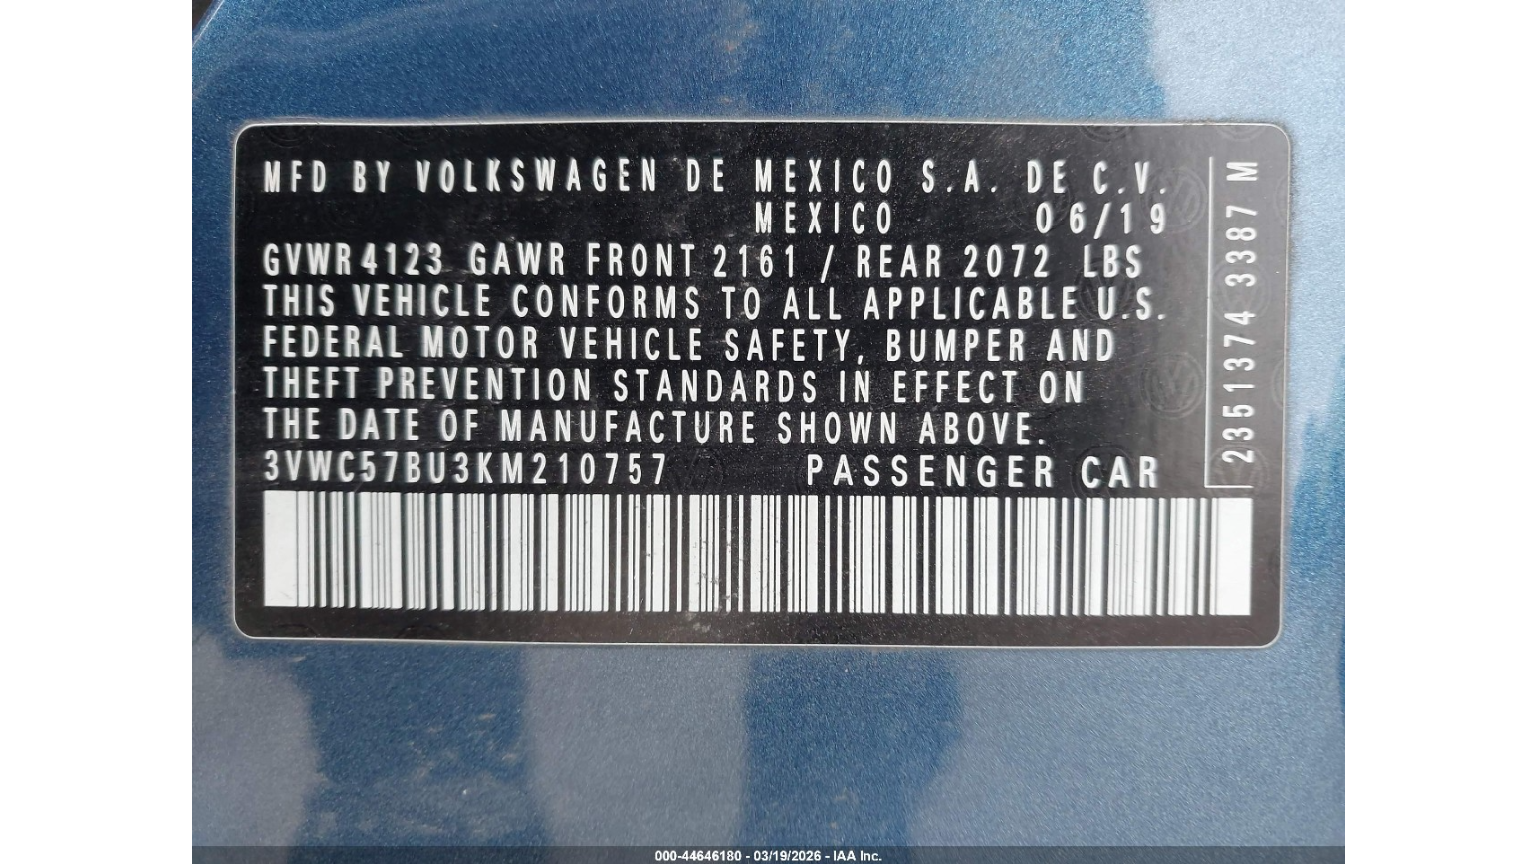 MFD BY VOLKSWAGEN DE MEXICO S.A. DE C.V.
MEXICO 06/19
GVWR 4123 GAWR FRONT 2161 / REAR 2072 LBS
THIS VEHICLE CONFORMS TO ALL APPLICABLE U.S.
FEDERAL MOTOR VEHICLE SAFETY, BUMPER AND
THEFT PREVENTION STANDARDS IN EFFECT ON
THE DATE OF MANUFACTURE SHOWN ABOVE.
3VWC57BU3KM210757 PASSENGER CAR
2351374 3387 M
000-44646180 - 03/19/2026 - IAA Inc.